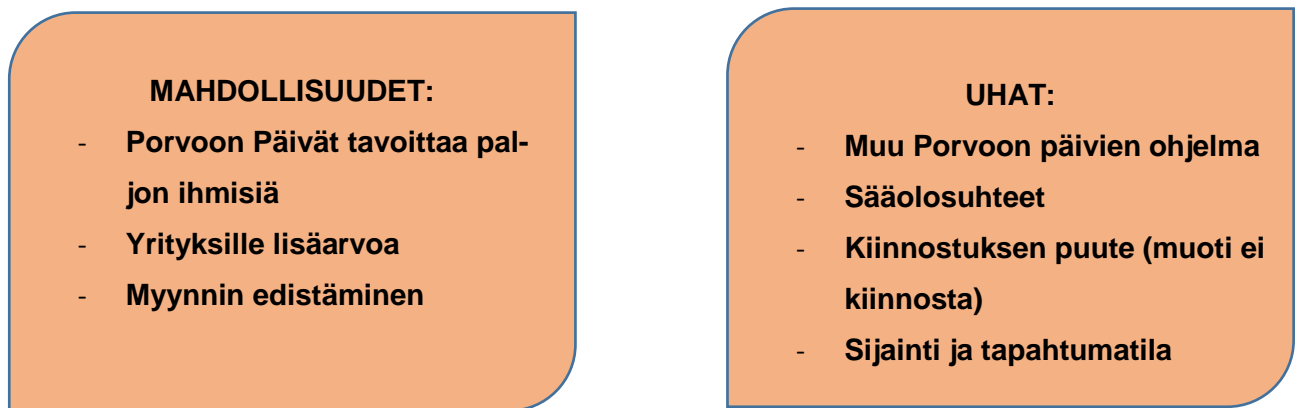 MAHDOLLISUUDET:
- Porvoon Päivät tavoittaa pal-
jon ihmisiä
- Yrityksille lisäarvoa
- Myynnin edistäminen
UHAT:
- Muu Porvoon päivien ohjelma
- Sääolosuhteet
- Kiinnostuksen puute (muoti ei
kiinnosta)
- Sijainti ja tapahtumatila